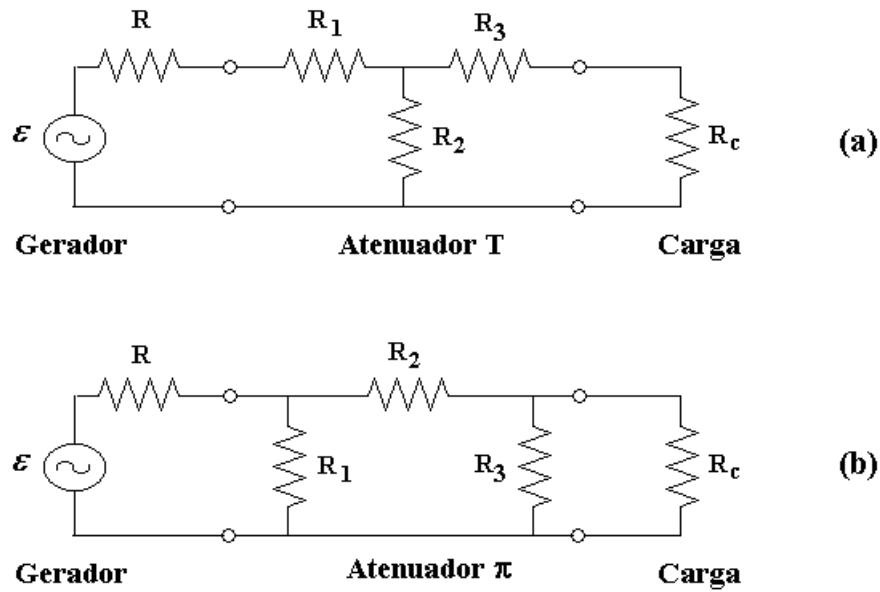 R R1 R3
ε R2 Rc (a)
Gerador Atenuador T Carga
R R2
ε R1 R3 Rc (b)
Gerador Atenuador π Carga